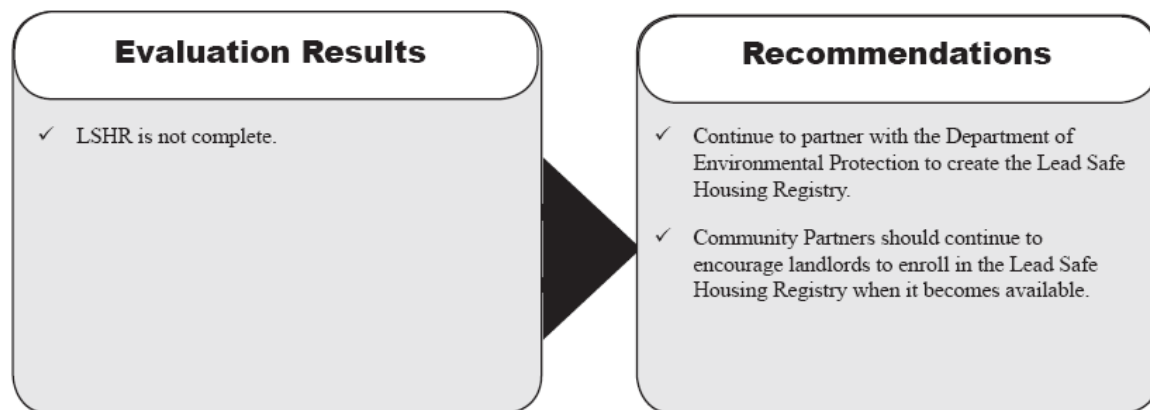 Evaluation Results
✓ LSHR is not complete.
Recommendations
✓ Continue to partner with the Department of
Environmental Protection to create the Lead Safe
Housing Registry.
✓ Community Partners should continue to
encourage landlords to enroll in the Lead Safe
Housing Registry when it becomes available.